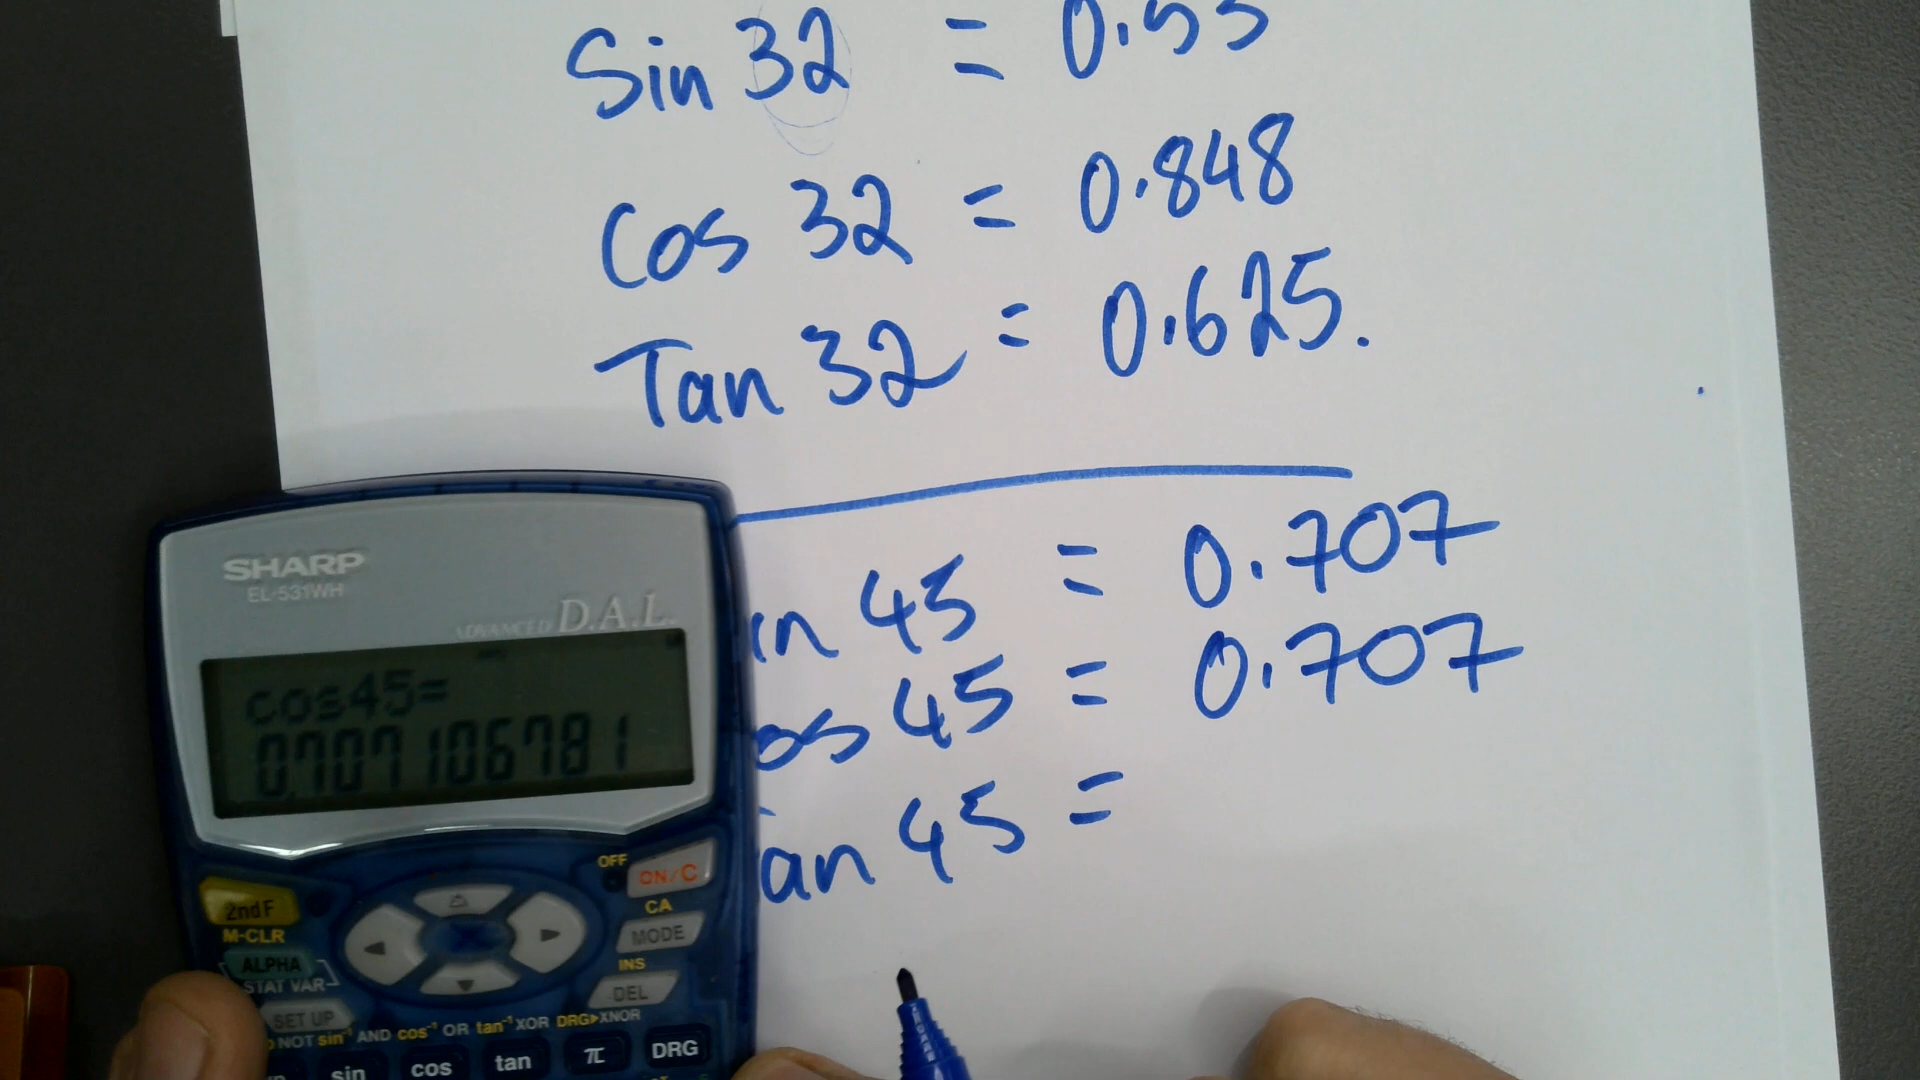 Sin 32 = 0.53
Cos 32 = 0.848
Tan 32 = 0.625.
in 45 = 0.707
os 45 = 0.707
an 45 =
SHARP
EL-531WH
ADVANCED D.A.L.
cos45=
0.707106781
OFF
ON/C
2ndF
CA
M-CLR
MODE
ALPHA
INS
STAT VAR
DEL
SET UP
NOT sin⁻¹ AND cos⁻¹ OR tan⁻¹ XOR DRG▸XNOR
sin cos tan π DRG